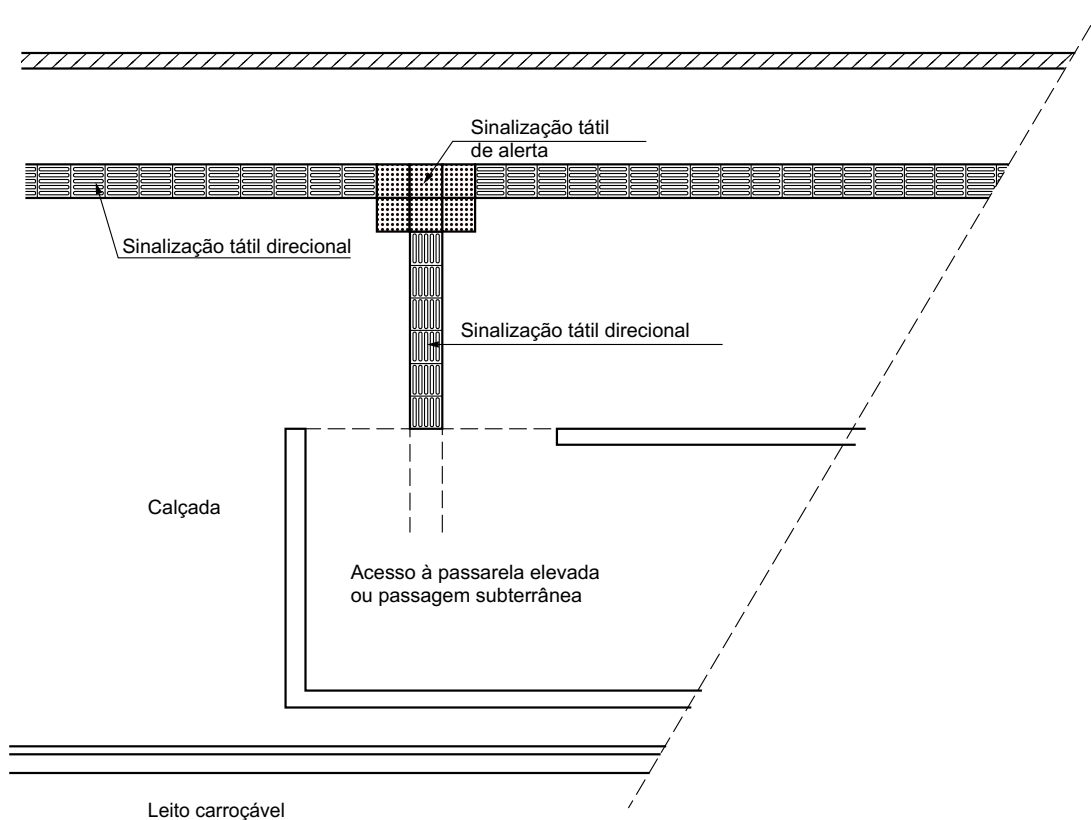 Sinalização tátil
de alerta
Sinalização tátil direcional
Sinalização tátil direcional
Calçada
Acesso à passarela elevada
ou passagem subterrânea
Leito carroçável